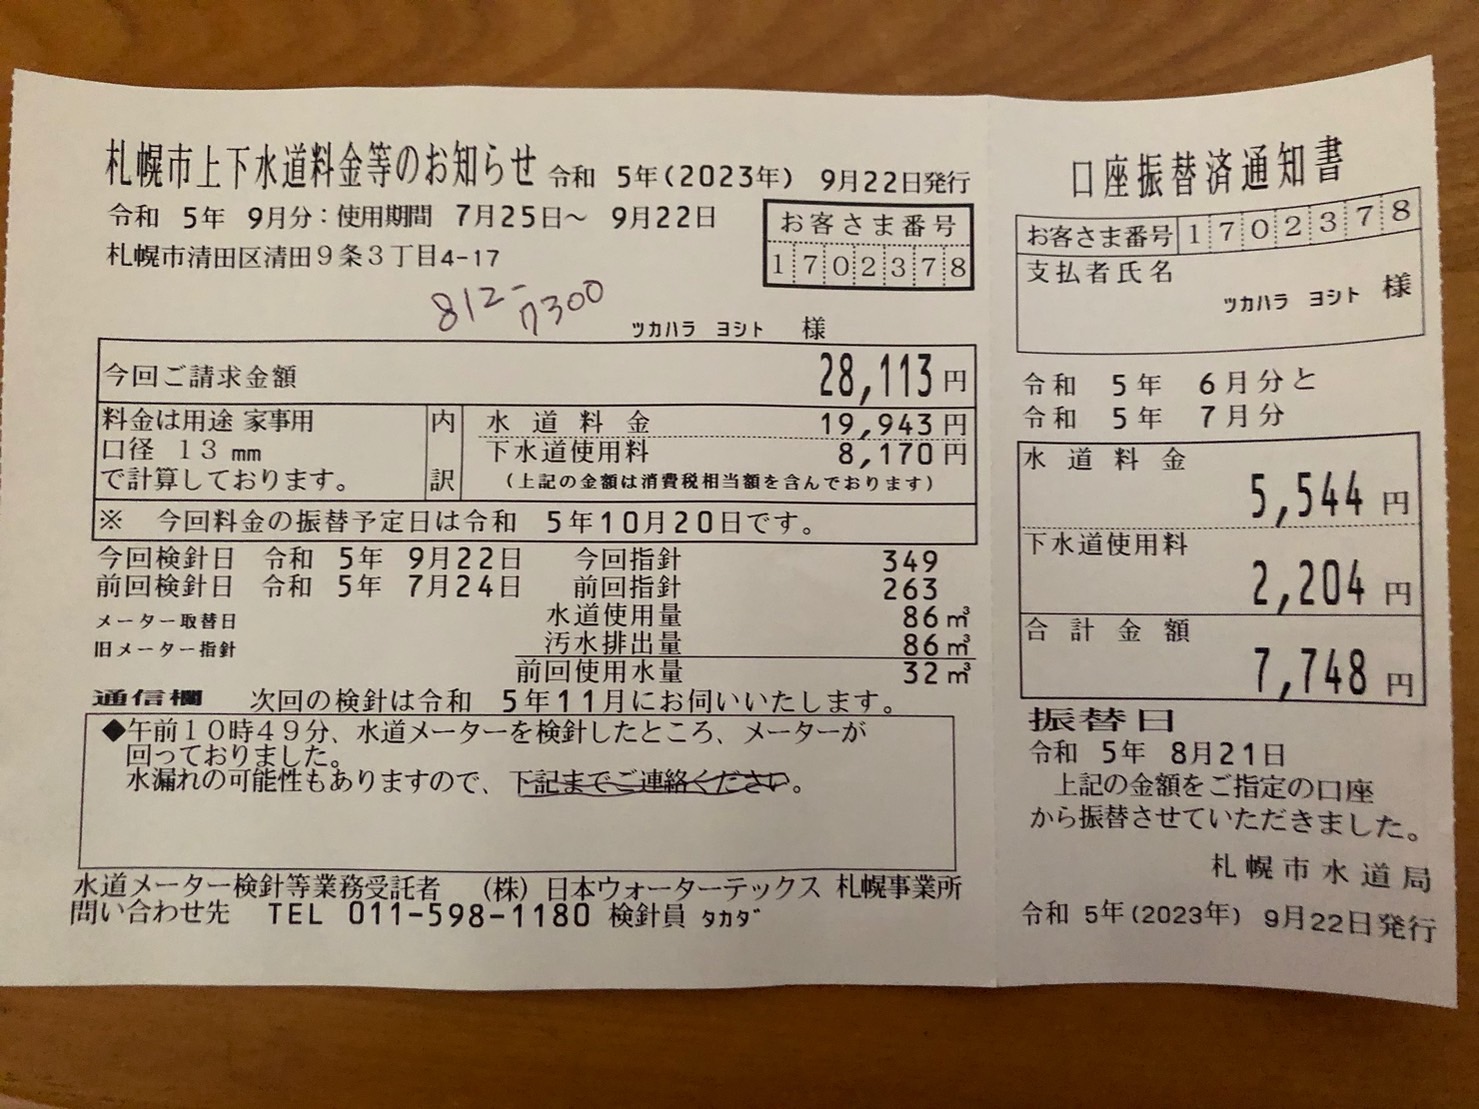 札幌市上下水道料金等のお知らせ 令和 5年(2023年) 9月22日発行
令和 5年 9月分:使用期間 7月25日~ 9月22日
札幌市清田区清田9条3丁目4-17
お客さま番号
1702378
812-7300
ツカハラ ヨシト 様
今回ご請求金額 28,113円
料金は用途 家事用
口径 13 mm
で計算しております。
内訳
水道料金 19,943円
下水道使用料 8,170円
(上記の金額は消費税相当額を含んでおります)
※ 今回料金の振替予定日は令和 5年10月20日です。
今回検針日 令和 5年 9月22日 今回指針 349
前回検針日 令和 5年 7月24日 前回指針 263
メーター取替日 水道使用量 86㎥
旧メーター指針 汚水排出量 86㎥
前回使用水量 32㎥
通信欄 次回の検針は令和 5年11月にお伺いいたします。
◆午前10時49分、水道メーターを検針したところ、メーターが
回っておりました。
水漏れの可能性もありますので、下記までご連絡ください。
水道メーター検針等業務受託者 (株)日本ウォーターテックス 札幌事業所
問い合わせ先 TEL 011-598-1180 検針員 タカダ
口座振替済通知書
お客さま番号 1702378
支払者氏名
ツカハラ ヨシト 様
令和 5年 6月分と
令和 5年 7月分
水道料金
5,544円
下水道使用料
2,204円
合計金額
7,748円
振替日
令和 5年 8月21日
上記の金額をご指定の口座
から振替させていただきました。
札幌市水道局
令和 5年(2023年) 9月22日発行